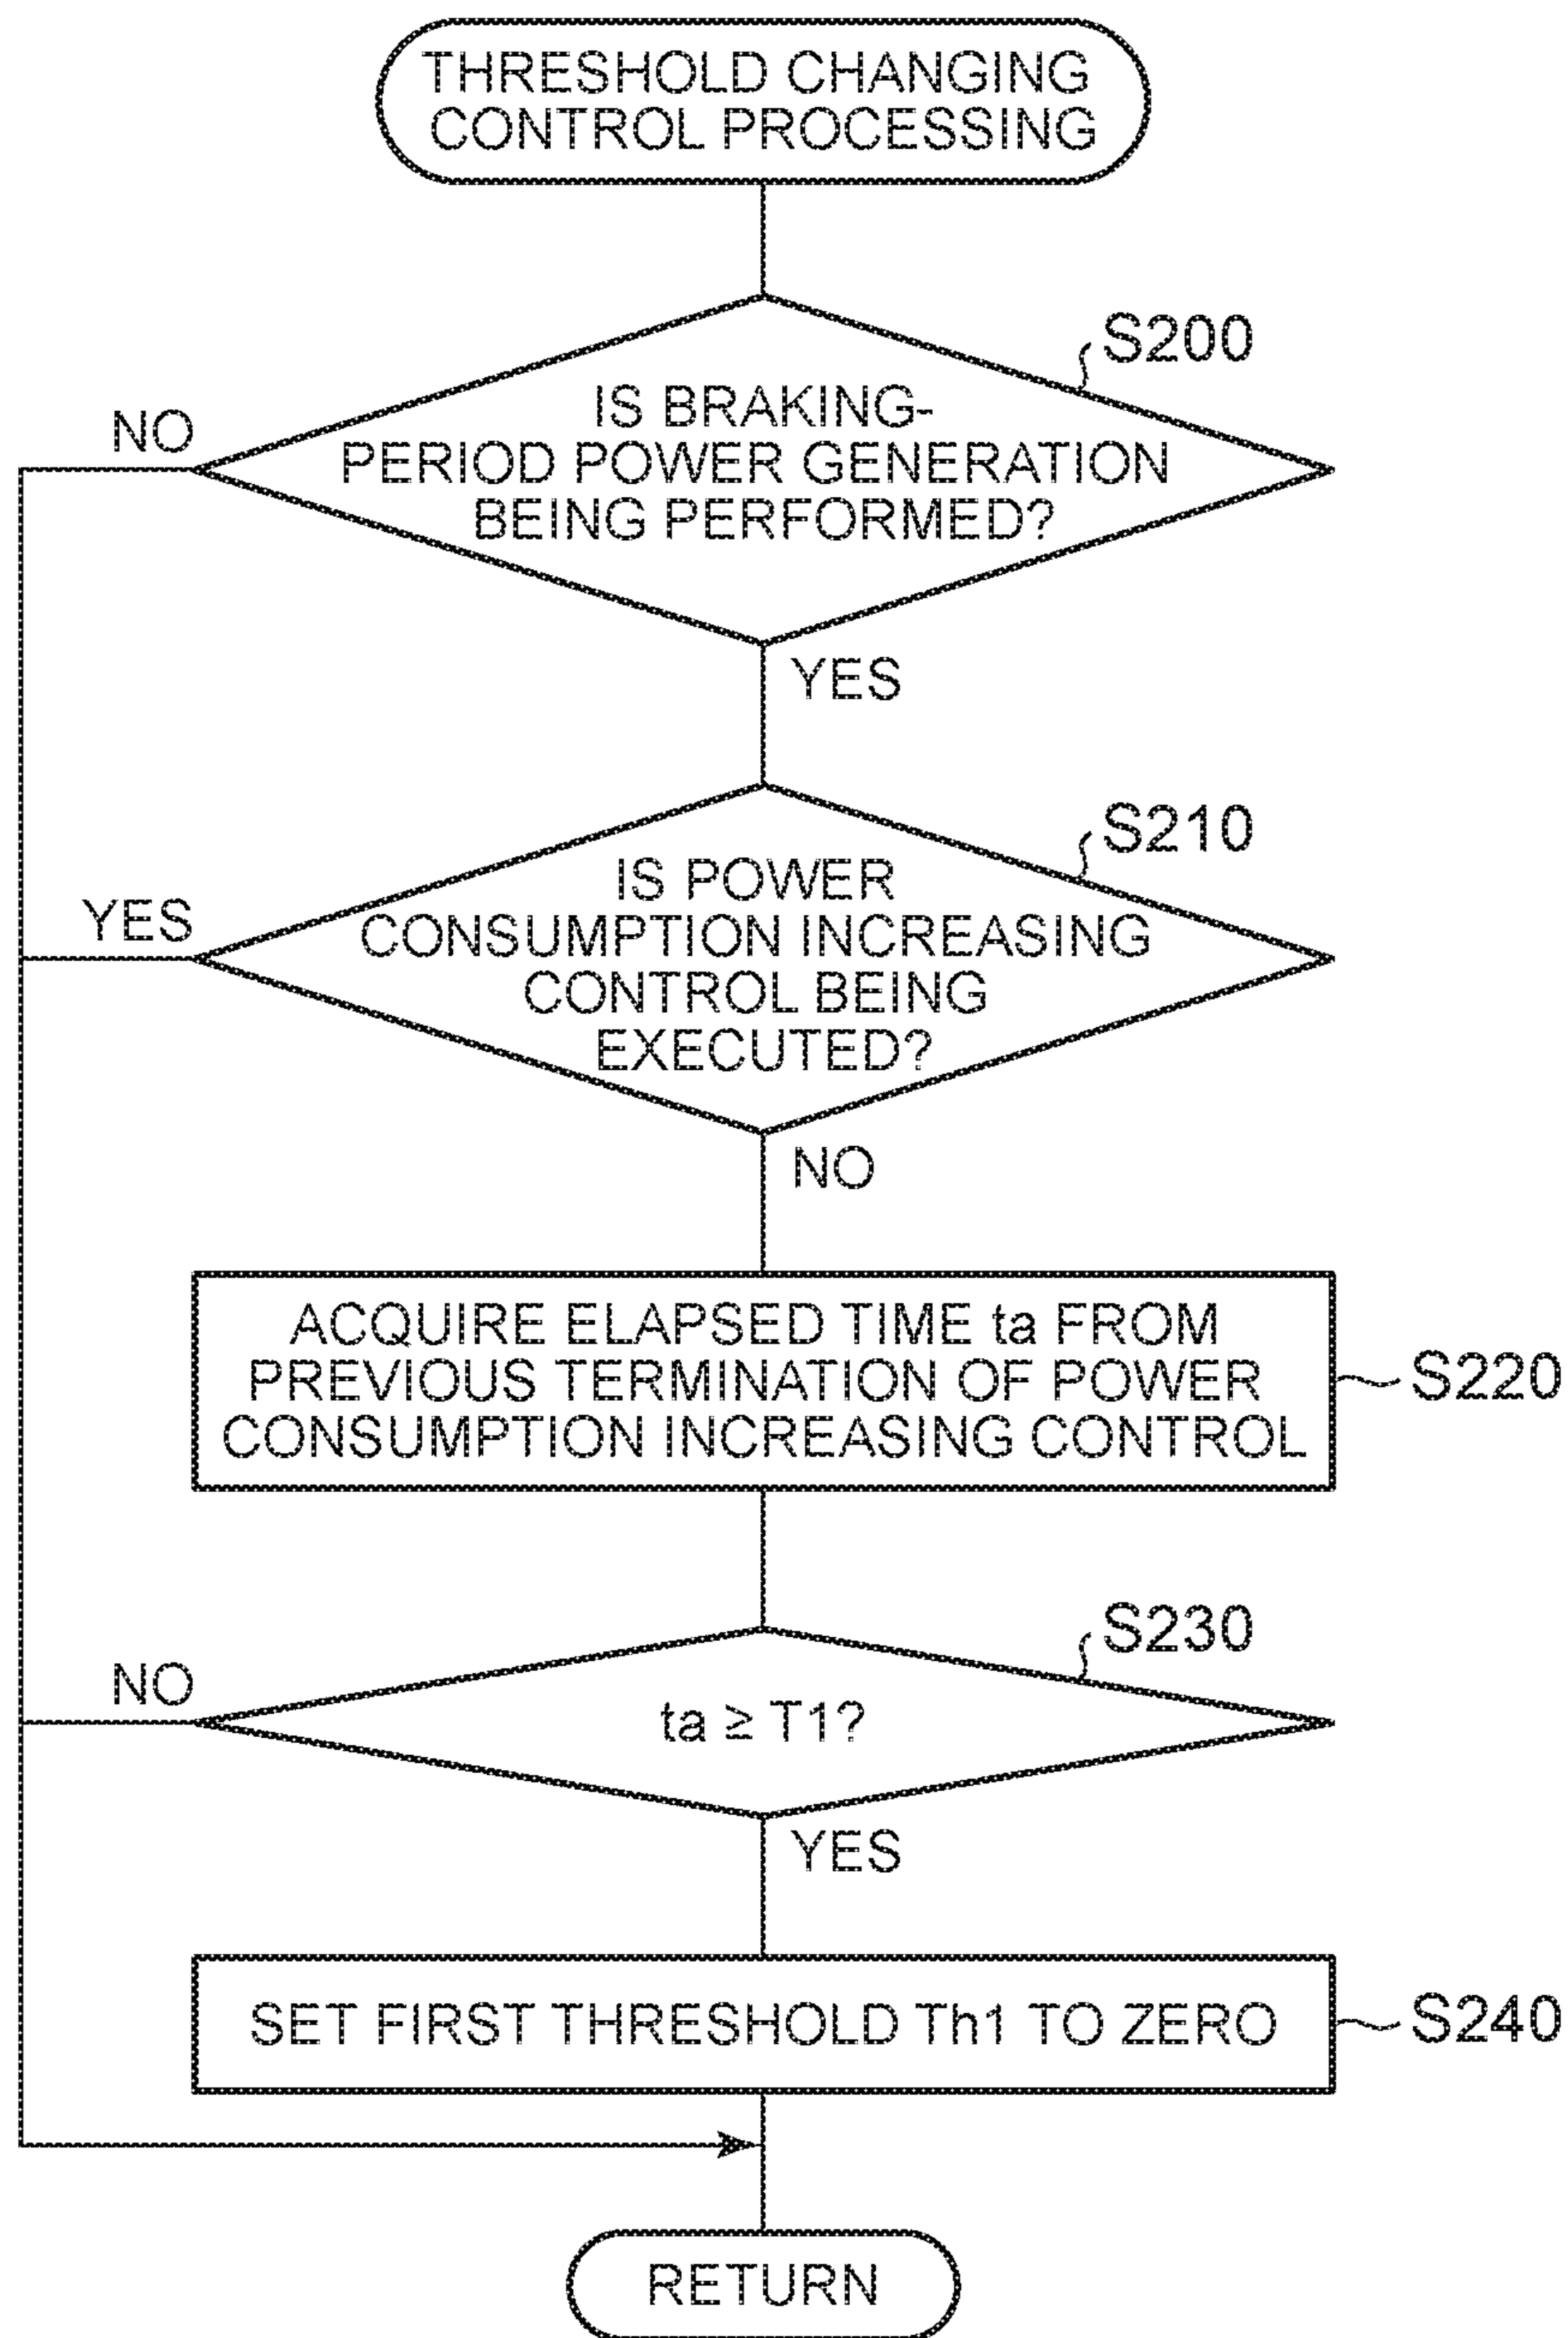 THRESHOLD CHANGING
CONTROL PROCESSING
S200
IS BRAKING-
NO
PERIOD POWER GENERATION
BEING PERFORMED?
YES
S210
IS POWER
YES
CONSUMPTION INCREASING
CONTROL BEING
EXECUTED?
NO
ACQUIRE ELAPSED TIME ta FROM
PREVIOUS TERMINATION OF POWER
S220
CONSUMPTION INCREASING CONTROL
S230
NO
ta ≥ T1?
YES
SET FIRST THRESHOLD Th1 TO ZERO
S240
RETURN